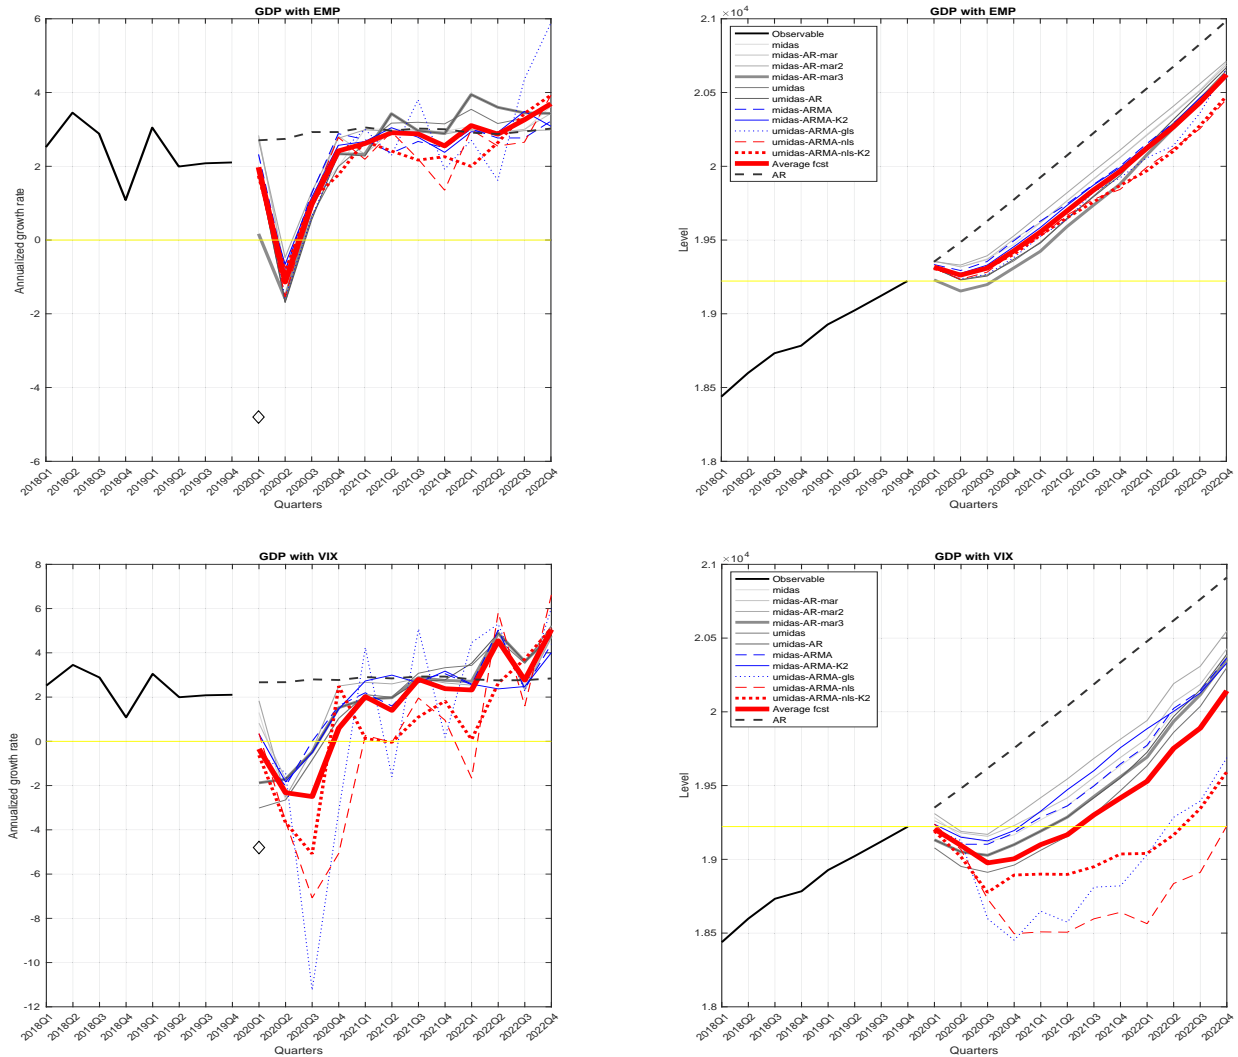 GDP with EMP
Annualized growth rate
6
4
2
0
-2
-4
-6
2018Q1
2018Q2
2018Q3
2018Q4
2019Q1
2019Q2
2019Q3
2019Q4
2020Q1
2020Q2
2020Q3
2020Q4
2021Q1
2021Q2
2021Q3
2021Q4
2022Q1
2022Q2
2022Q3
2022Q4
Quarters
GDP with EMP
×10⁴
Level
2.1
2.05
2
1.95
1.9
1.85
1.8
Observable
midas
midas-AR-mar
midas-AR-mar2
midas-AR-mar3
umidas
umidas-AR
midas-ARMA
midas-ARMA-K2
umidas-ARMA-gls
umidas-ARMA-nls
umidas-ARMA-nls-K2
Average fcst
AR
2018Q1
2018Q2
2018Q3
2018Q4
2019Q1
2019Q2
2019Q3
2019Q4
2020Q1
2020Q2
2020Q3
2020Q4
2021Q1
2021Q2
2021Q3
2021Q4
2022Q1
2022Q2
2022Q3
2022Q4
Quarters
GDP with VIX
Annualized growth rate
8
6
4
2
0
-2
-4
-6
-8
-10
-12
2018Q1
2018Q2
2018Q3
2018Q4
2019Q1
2019Q2
2019Q3
2019Q4
2020Q1
2020Q2
2020Q3
2020Q4
2021Q1
2021Q2
2021Q3
2021Q4
2022Q1
2022Q2
2022Q3
2022Q4
Quarters
GDP with VIX
×10⁴
Level
2.1
2.05
2
1.95
1.9
1.85
1.8
Observable
midas
midas-AR-mar
midas-AR-mar2
midas-AR-mar3
umidas
umidas-AR
midas-ARMA
midas-ARMA-K2
umidas-ARMA-gls
umidas-ARMA-nls
umidas-ARMA-nls-K2
Average fcst
AR
2018Q1
2018Q2
2018Q3
2018Q4
2019Q1
2019Q2
2019Q3
2019Q4
2020Q1
2020Q2
2020Q3
2020Q4
2021Q1
2021Q2
2021Q3
2021Q4
2022Q1
2022Q2
2022Q3
2022Q4
Quarters